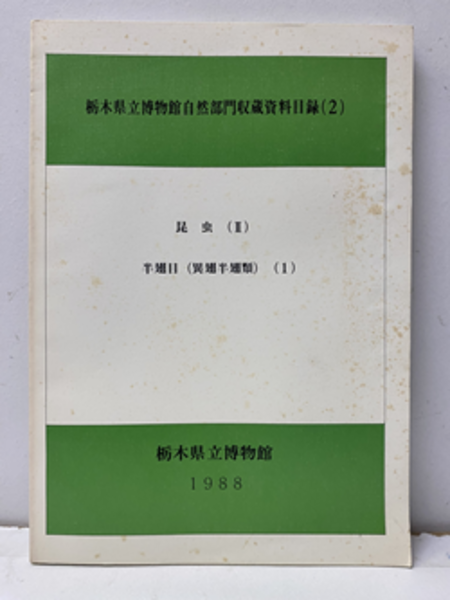 栃木県立博物館自然部門収蔵資料目録(2)
昆虫 (Ⅱ)
半翅目 (異翅半翅類) (1)
栃木県立博物館
1988